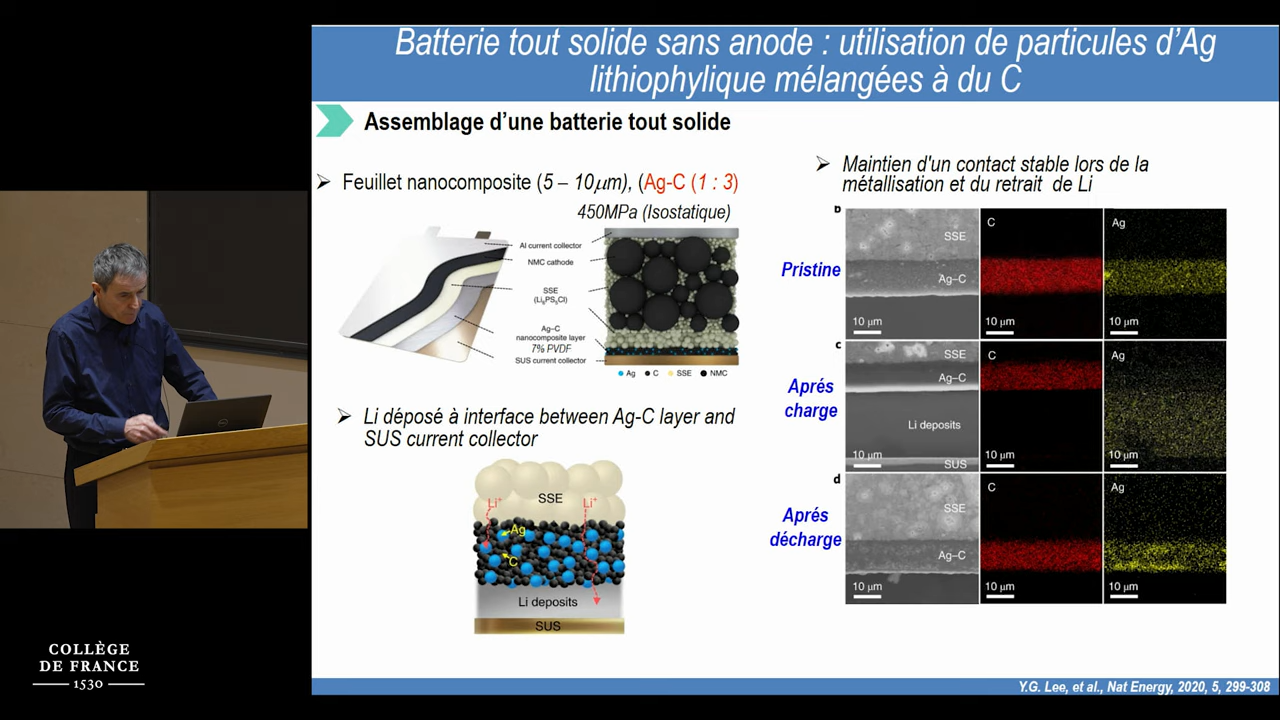 Batterie tout solide sans anode : utilisation de particules d'Ag
lithiophylique mélangées à du C
Assemblage d'une batterie tout solide
Feuillet nanocomposite (5 – 10µm), (Ag-C (1 : 3)
450MPa (Isostatique)
Al current collector
NMC cathode
SSE
(Li₆PS₅Cl)
Ag–C
nanocomposite layer
7% PVDF
SUS current collector
Ag C SSE NMC
Li déposé à interface between Ag-C layer and
SUS current collector
SSE
Li⁺ Li⁺
Ag
C
Li deposits
SUS
Maintien d'un contact stable lors de la
métallisation et du retrait de Li
b
Pristine
SSE
Ag–C
10 µm
C
10 µm
Ag
10 µm
c
Aprés
charge
SSE
Ag–C
Li deposits
10 µm
SUS
C
10 µm
Ag
10 µm
d
Aprés
décharge
SSE
Ag–C
10 µm
C
10 µm
Ag
10 µm
COLLÈGE
DE FRANCE
1530
Y.G. Lee, et al., Nat Energy, 2020, 5, 299-308